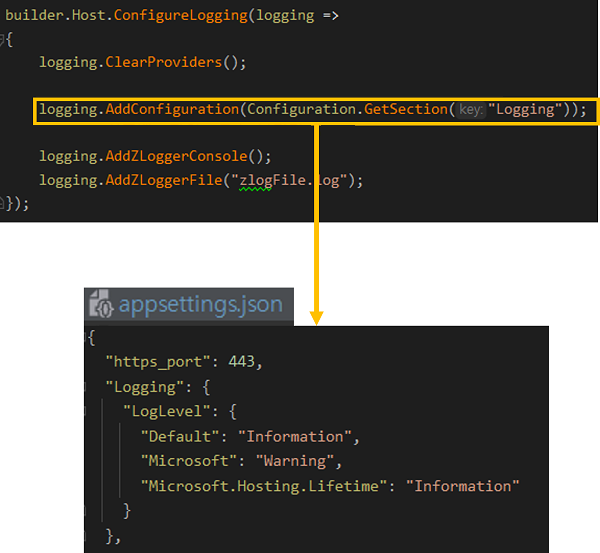 builder.Host.ConfigureLogging(logging =>
{
logging.ClearProviders();
logging.AddConfiguration(Configuration.GetSection(key: "Logging"));
logging.AddZLoggerConsole();
logging.AddZLoggerFile("zlogFile.log");
});
appsettings.json
{
"https_port": 443,
"Logging": {
"LogLevel": {
"Default": "Information",
"Microsoft": "Warning",
"Microsoft.Hosting.Lifetime": "Information"
}
},